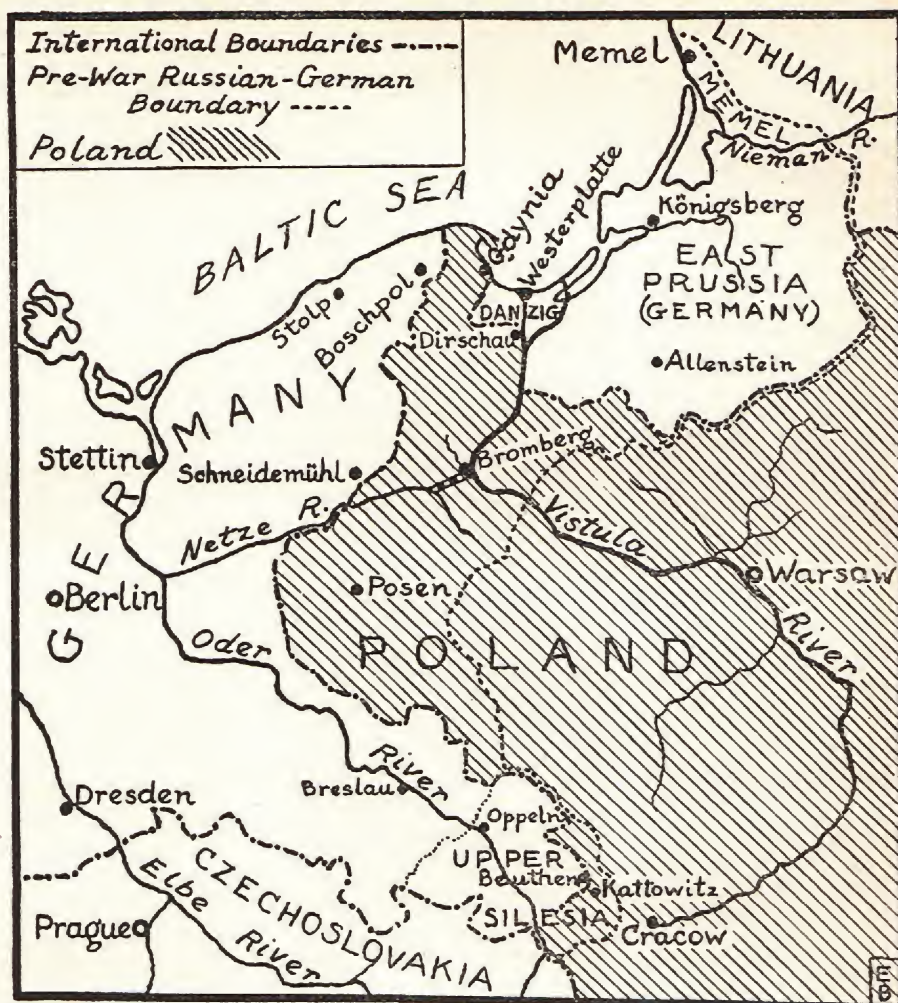 International Boundaries
Pre-War Russian-German
Boundary
Poland
LITHUANIA
Memel
MEMEL
Nieman R.
BALTIC SEA
Gdynia
Westerplatte
Königsberg
EAST
PRUSSIA
(GERMANY)
Stolp
Boschpol
DANZIG
Dirschau
Allenstein
GERMANY
Stettin
Schneidemühl
Bromberg
Netze R.
Vistula River
Warsaw
Berlin
Posen
Oder River
POLAND
Breslau
Dresden
Oppeln
UPPER
SILESIA
Beuthen
Kattowitz
CZECHOSLOVAKIA
Elbe River
Prague
Cracow